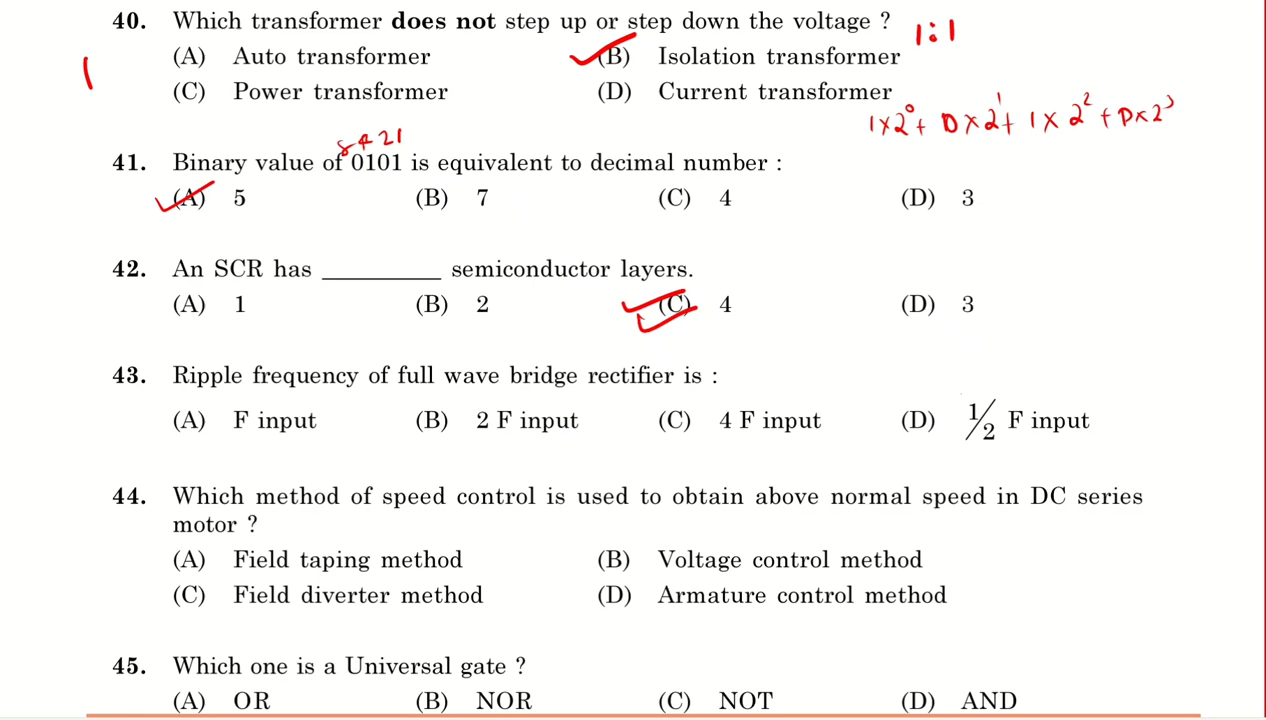 40. Which transformer does not step up or step down the voltage ? 1:1
(A) Auto transformer (B) Isolation transformer
1
(C) Power transformer (D) Current transformer
1×2⁰+ 0×2¹+ 1×2²+0×2³
8421
41. Binary value of 0101 is equivalent to decimal number :
(A) 5 (B) 7 (C) 4 (D) 3
42. An SCR has _________ semiconductor layers.
(A) 1 (B) 2 (C) 4 (D) 3
43. Ripple frequency of full wave bridge rectifier is :
(A) F input (B) 2 F input (C) 4 F input (D) 1/2 F input
44. Which method of speed control is used to obtain above normal speed in DC series
motor ?
(A) Field taping method (B) Voltage control method
(C) Field diverter method (D) Armature control method
45. Which one is a Universal gate ?
(A) OR (B) NOR (C) NOT (D) AND